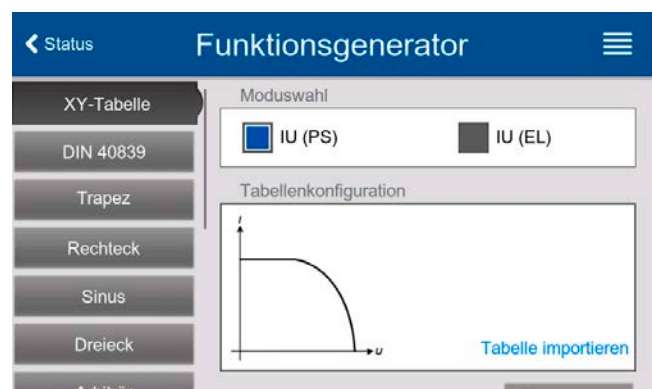 Status
Funktionsgenerator
XY-Tabelle
DIN 40839
Trapez
Rechteck
Sinus
Dreieck
Moduswahl
IU (PS)
IU (EL)
Tabellenkonfiguration
I
U
Tabelle importieren